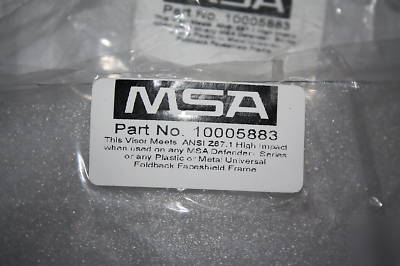 MSA
Part No. 10005883
MSA
Part No. 10005883
This Visor Meets ANSI Z87.1 High Impact
when used on any MSA Defender+ Series
or any Plastic or Metal Universal
Foldback Faceshield Frame